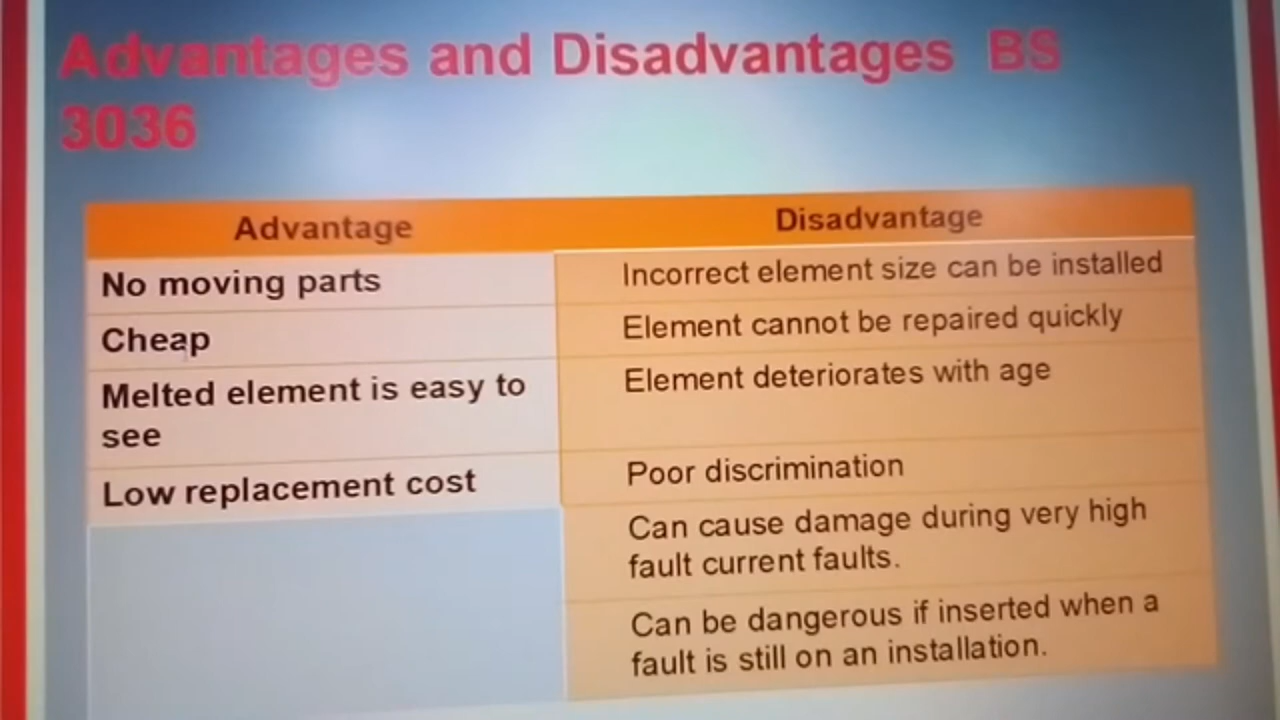 Advantages and Disadvantages BS
3036
Advantage
Disadvantage
No moving parts
Incorrect element size can be installed
Cheap
Element cannot be repaired quickly
Melted element is easy to
see
Element deteriorates with age
Low replacement cost
Poor discrimination
Can cause damage during very high
fault current faults.
Can be dangerous if inserted when a
fault is still on an installation.